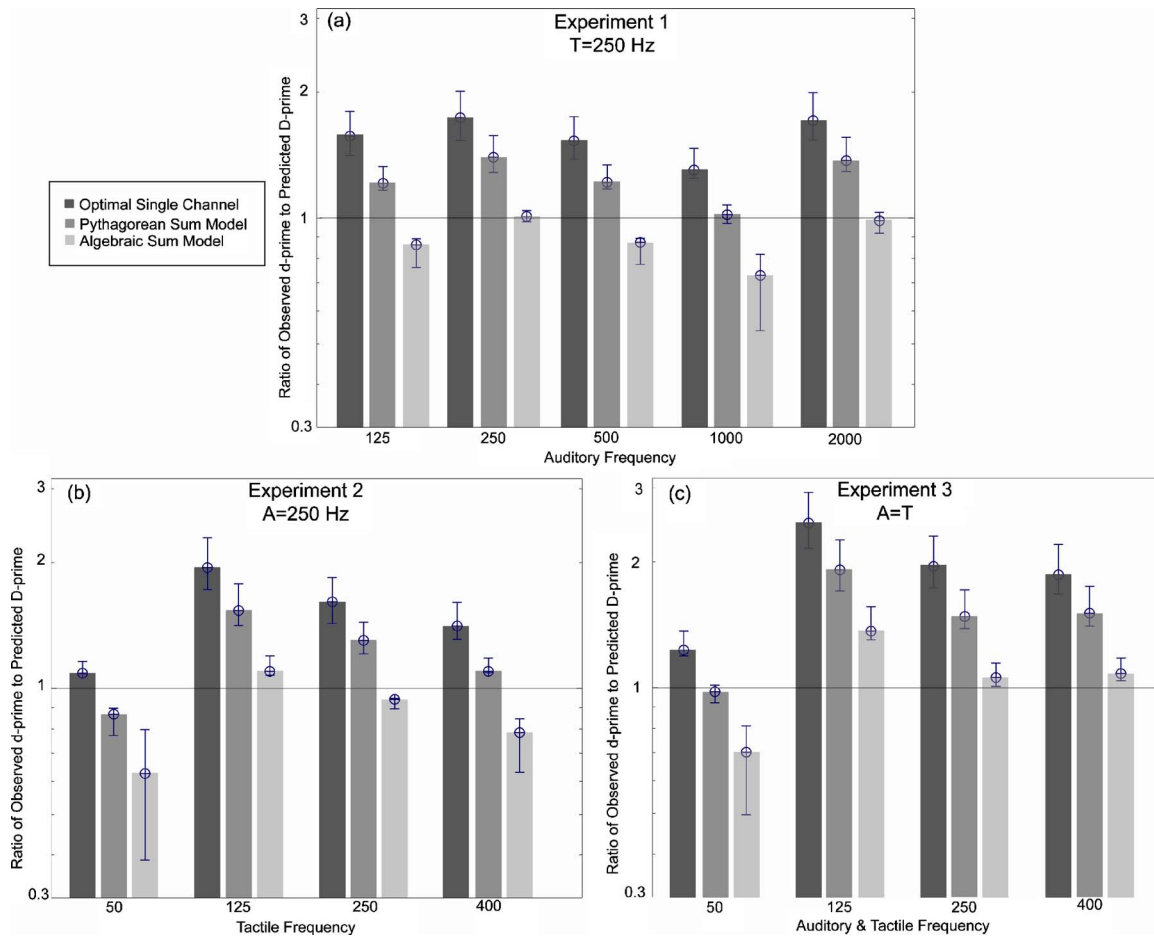 (a)
Experiment 1
T=250 Hz
Ratio of Observed d-prime to Predicted D-prime
3
2
1
0.3
125 250 500 1000 2000
Auditory Frequency
Optimal Single Channel
Pythagorean Sum Model
Algebraic Sum Model
(b)
Experiment 2
A=250 Hz
Ratio of Observed d-prime to Predicted D-prime
3
2
1
0.3
50 125 250 400
Tactile Frequency
(c)
Experiment 3
A=T
Ratio of Observed d-prime to Predicted D-prime
3
2
1
0.3
50 125 250 400
Auditory & Tactile Frequency